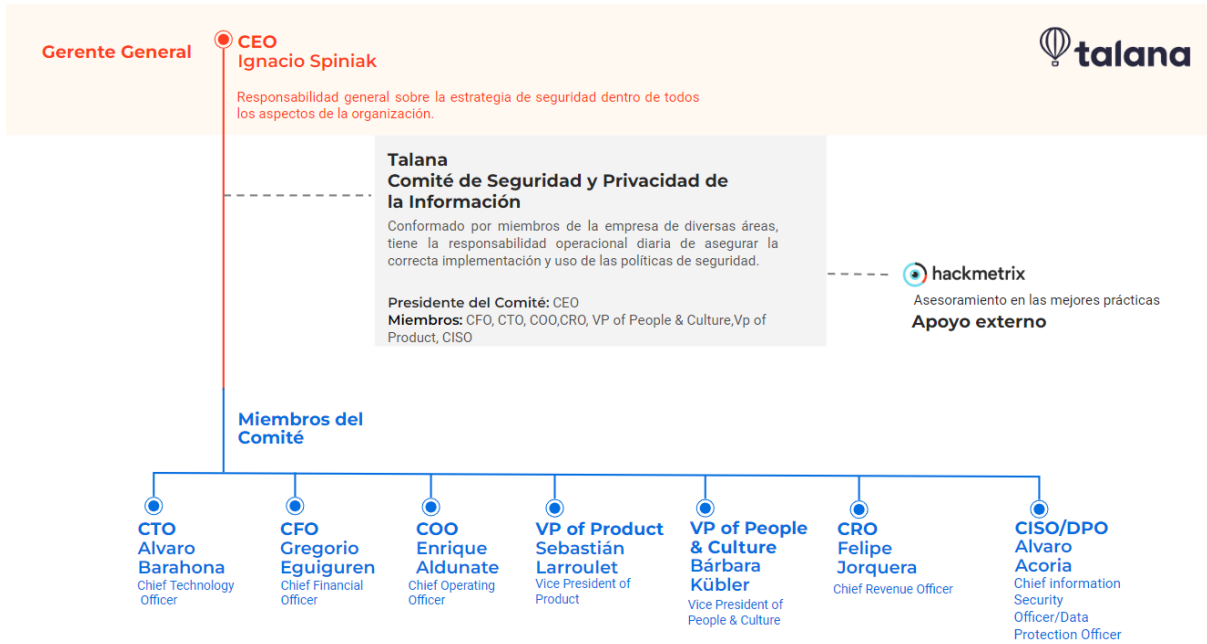 Gerente General
CEO
Ignacio Spiniak
Responsabilidad general sobre la estrategia de seguridad dentro de todos
los aspectos de la organización.
talana
Talana
Comité de Seguridad y Privacidad de
la Información
Conformado por miembros de la empresa de diversas áreas,
tiene la responsabilidad operacional diaria de asegurar la
correcta implementación y uso de las políticas de seguridad.
Presidente del Comité: CEO
Miembros: CFO, CTO, COO,CRO, VP of People & Culture,Vp of
Product, CISO
hackmetrix
Asesoramiento en las mejores prácticas
Apoyo externo
Miembros del
Comité
CTO
Alvaro
Barahona
Chief Technology
Officer
CFO
Gregorio
Eguiguren
Chief Financial
Officer
COO
Enrique
Aldunate
Chief Operating
Officer
VP of Product
Sebastián
Larroulet
Vice President of
Product
VP of People
& Culture
Bárbara
Kübler
Vice President of
People & Culture
CRO
Felipe
Jorquera
Chief Revenue Officer
CISO/DPO
Alvaro
Acoria
Chief information
Security
Officer/Data
Protection Officer